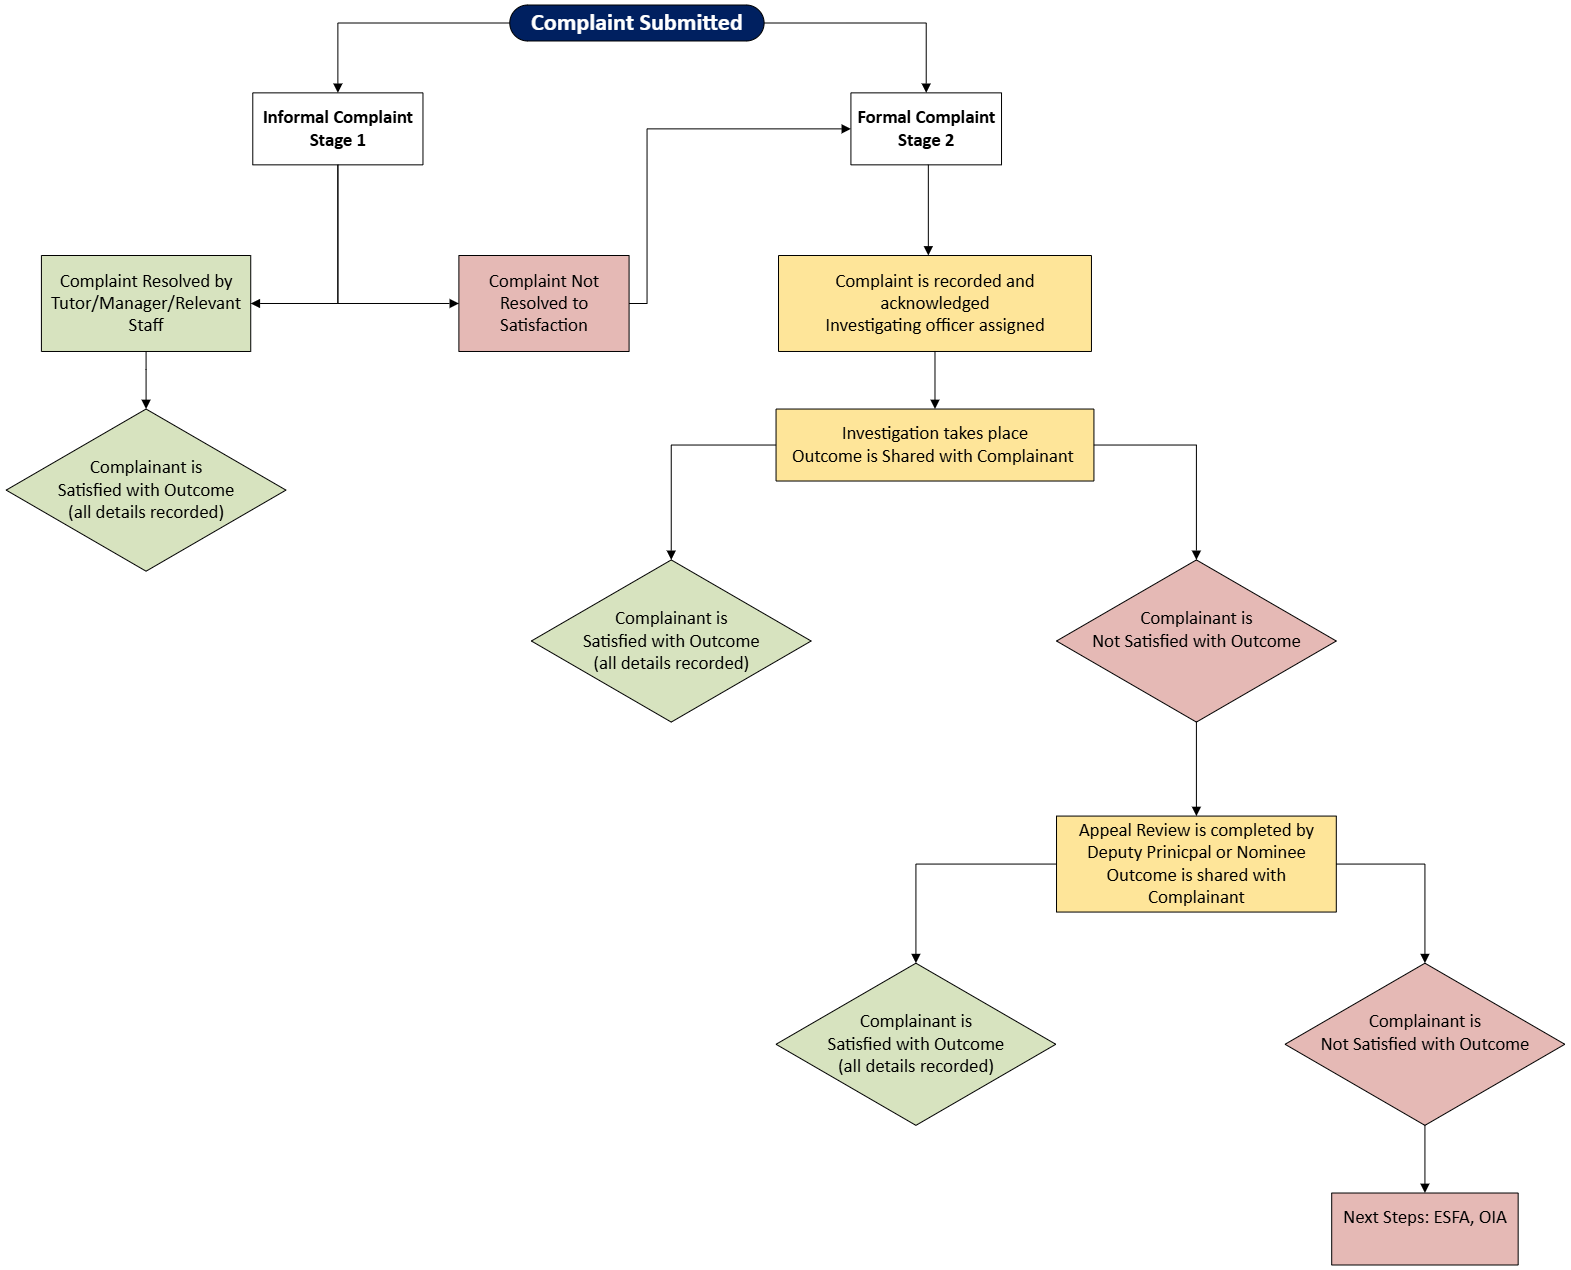 Complaint Submitted
Informal Complaint
Stage 1
Formal Complaint
Stage 2
Complaint Resolved by
Tutor/Manager/Relevant
Staff
Complaint Not
Resolved to
Satisfaction
Complaint is recorded and
acknowledged
Investigating officer assigned
Complainant is
Satisfied with Outcome
(all details recorded)
Investigation takes place
Outcome is Shared with Complainant
Complainant is
Satisfied with Outcome
(all details recorded)
Complainant is
Not Satisfied with Outcome
Appeal Review is completed by
Deputy Prinicpal or Nominee
Outcome is shared with
Complainant
Complainant is
Satisfied with Outcome
(all details recorded)
Complainant is
Not Satisfied with Outcome
Next Steps: ESFA, OIA